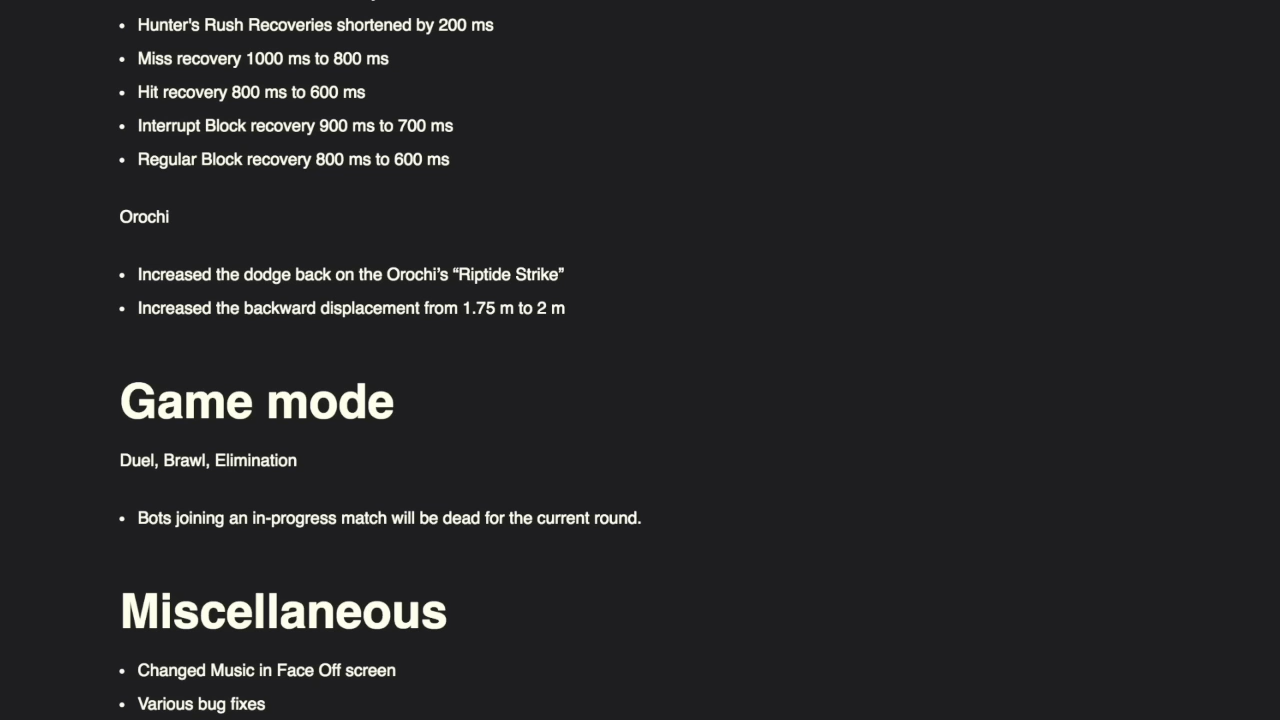 Hunter's Rush Recoveries shortened by 200 ms
Miss recovery 1000 ms to 800 ms
Hit recovery 800 ms to 600 ms
Interrupt Block recovery 900 ms to 700 ms
Regular Block recovery 800 ms to 600 ms
Orochi
Increased the dodge back on the Orochi’s “Riptide Strike”
Increased the backward displacement from 1.75 m to 2 m
Game mode
Duel, Brawl, Elimination
Bots joining an in-progress match will be dead for the current round.
Miscellaneous
Changed Music in Face Off screen
Various bug fixes